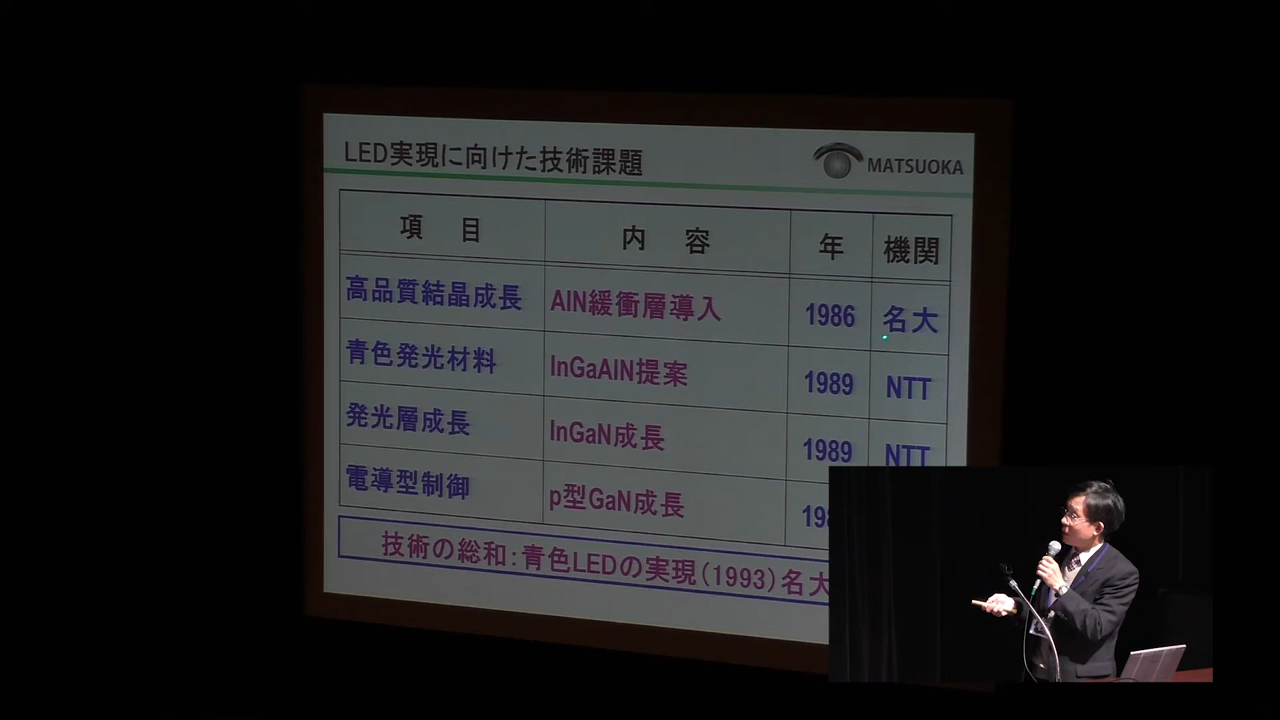 LED実現に向けた技術課題
MATSUOKA
項 目 内 容 年 機関
高品質結晶成長 AlN緩衝層導入 1986 名大
青色発光材料 InGaAlN提案 1989 NTT
発光層成長 InGaN成長 1989 NTT
電導型制御 p型GaN成長 198
技術の総和:青色LEDの実現(1993)名大